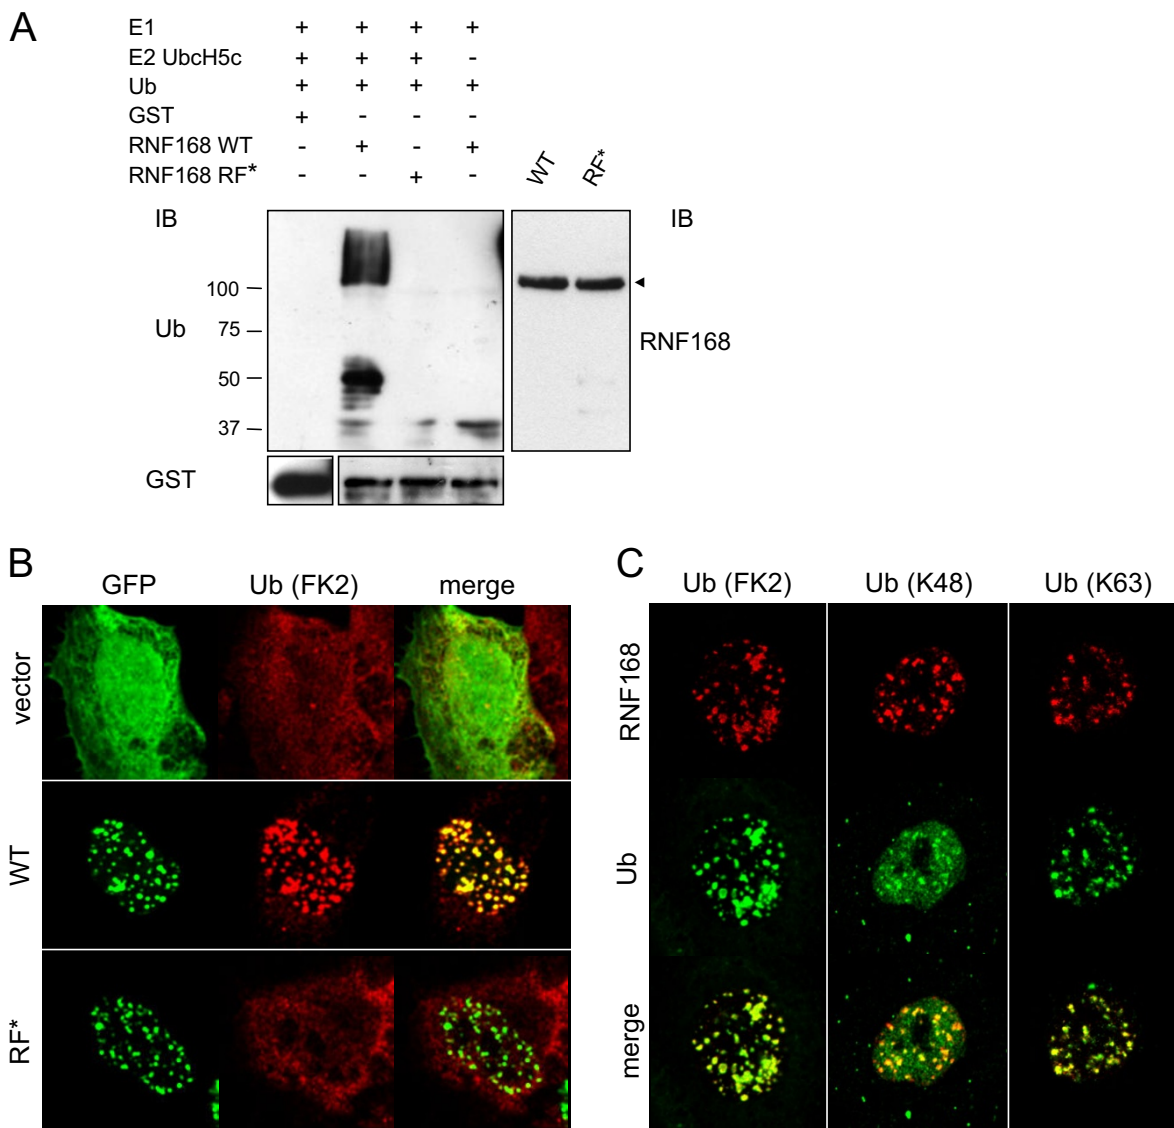 A
E1 + + + +
E2 UbcH5c + + + -
Ub + + + +
GST + - - -
RNF168 WT - + - +
RNF168 RF* - - + -
WT RF*
IB IB
100
Ub 75 RNF168
50
37
GST
B
GFP Ub (FK2) merge
vector
WT
RF*
C
Ub (FK2) Ub (K48) Ub (K63)
RNF168
Ub
merge